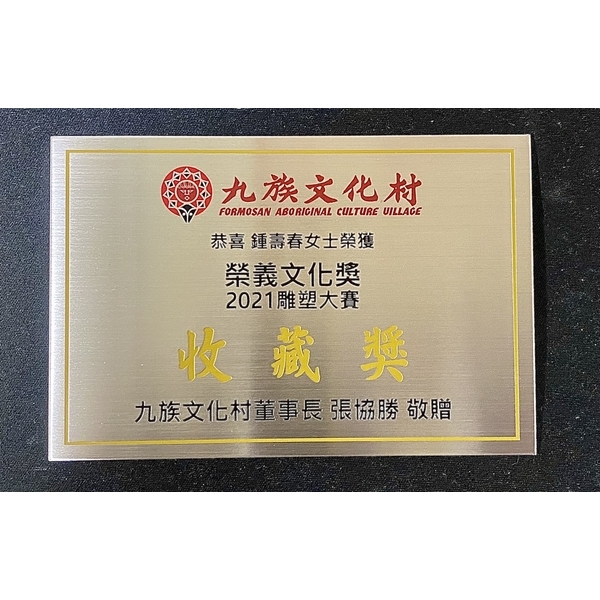 九族文化村
FORMOSAN ABORIGINAL CULTURE VILLAGE
恭喜 鍾壽春女士榮獲
榮義文化獎
2021雕塑大賽
收藏獎
九族文化村董事長 張協勝 敬贈